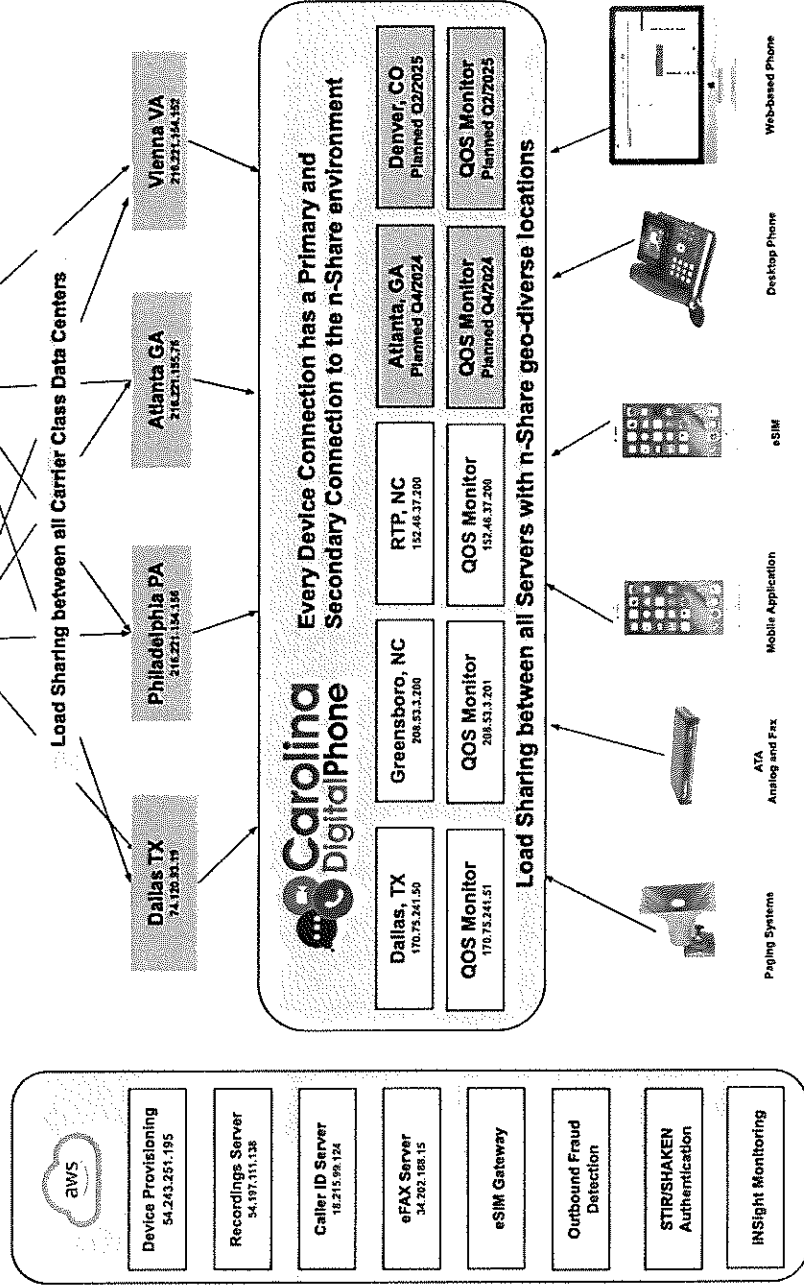 aws
Device Provisioning
54.243.251.195
Recordings Server
54.197.111.138
Caller ID Server
18.215.99.124
eFAX Server
34.202.188.15
eSIM Gateway
Outbound Fraud
Detection
STIR/SHAKEN
Authentication
INSight Monitoring
Load Sharing between all Carrier Class Data Centers
Dallas TX
74.120.93.19
Philadelphia PA
216.221.154.156
Atlanta GA
216.221.155.76
Vienna VA
216.221.154.152
Carolina
DigitalPhone
Every Device Connection has a Primary and
Secondary Connection to the n-Share environment
Dallas, TX
170.75.241.50
Greensboro, NC
208.53.3.200
RTP, NC
152.46.37.200
Atlanta, GA
Planned Q4/2024
Denver, CO
Planned Q2/2025
QOS Monitor
170.75.241.51
QOS Monitor
208.53.3.201
QOS Monitor
152.46.37.200
QOS Monitor
Planned Q4/2024
QOS Monitor
Planned Q2/2025
Load Sharing between all Servers with n-Share geo-diverse locations
Paging Systems
ATA
Analog and Fax
Mobile Application
eSIM
Desktop Phone
Web-based Phone